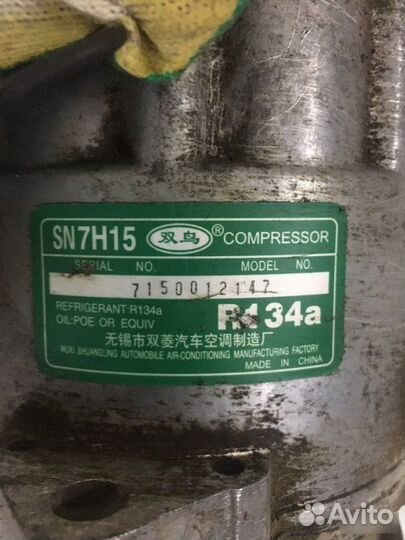 SN7H15 双鸟 ® COMPRESSOR
SERIAL NO. MODEL NO.
7150012147
REFRIGERANT:R134a
OIL:POE OR EQUIV
R134a
无锡市双菱汽车空调制造厂
WUXI SHUANGLING AUTOMOBILE AIR-CONDITIONING MANUFACTURING FACTORY
MADE IN CHINA
Avito